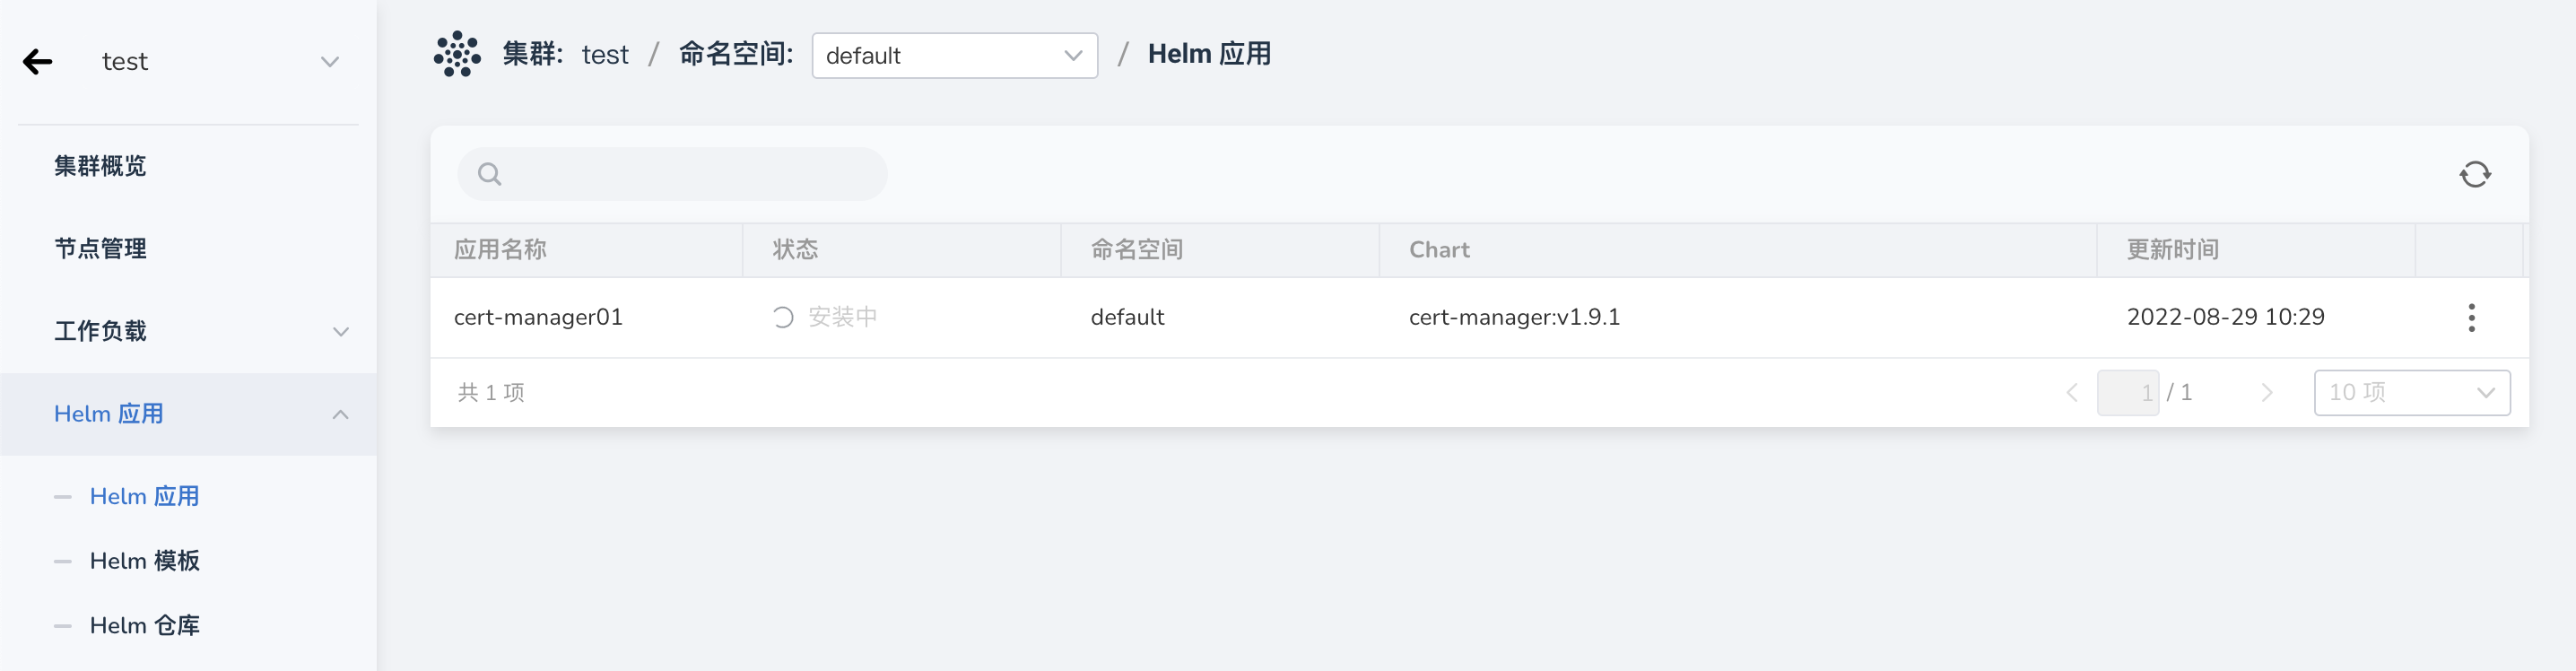 test
集群概览
节点管理
工作负载
Helm 应用
Helm 应用
Helm 模板
Helm 仓库
集群: test / 命名空间: default / Helm 应用
应用名称 状态 命名空间 Chart 更新时间
cert-manager01 安装中 default cert-manager:v1.9.1 2022-08-29 10:29
共 1 项 1 / 1 10 项